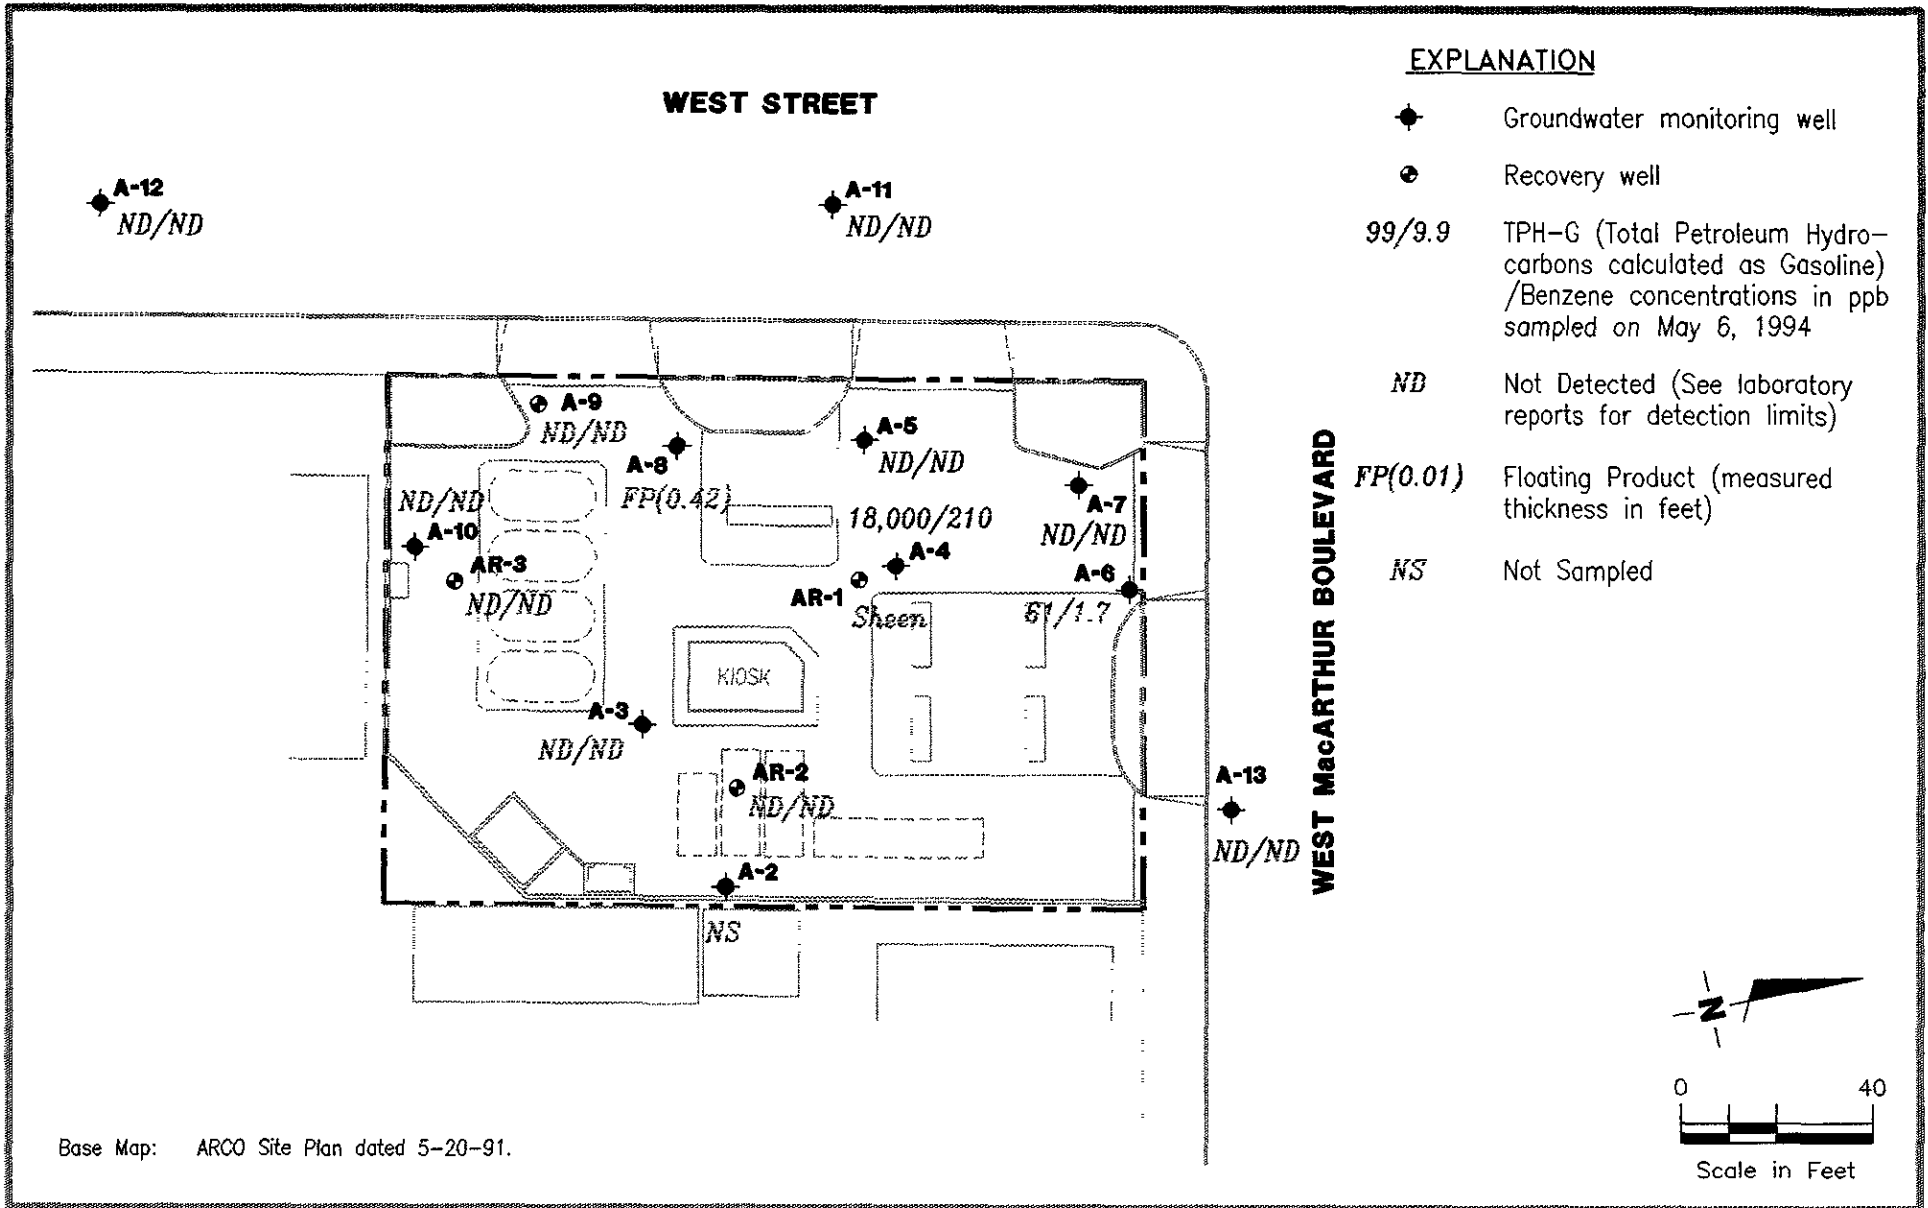 EXPLANATION
WEST STREET
Groundwater monitoring well
Recovery well
A-12
ND/ND
A-11
ND/ND
99/9.9 TPH-G (Total Petroleum Hydro-
carbons calculated as Gasoline)
/Benzene concentrations in ppb
sampled on May 6, 1994
ND Not Detected (See laboratory
reports for detection limits)
FP(0.01) Floating Product (measured
thickness in feet)
NS Not Sampled
A-9
ND/ND
A-8
FP(0.42)
A-5
ND/ND
A-7
ND/ND
ND/ND
A-10
AR-3
ND/ND
18,000/210
A-4
AR-1
Sheen
A-6
61/1.7
WEST MacARTHUR BOULEVARD
KIOSK
A-3
ND/ND
AR-2
ND/ND
A-13
ND/ND
A-2
NS
N
0 40
Scale in Feet
Base Map: ARCO Site Plan dated 5-20-91.